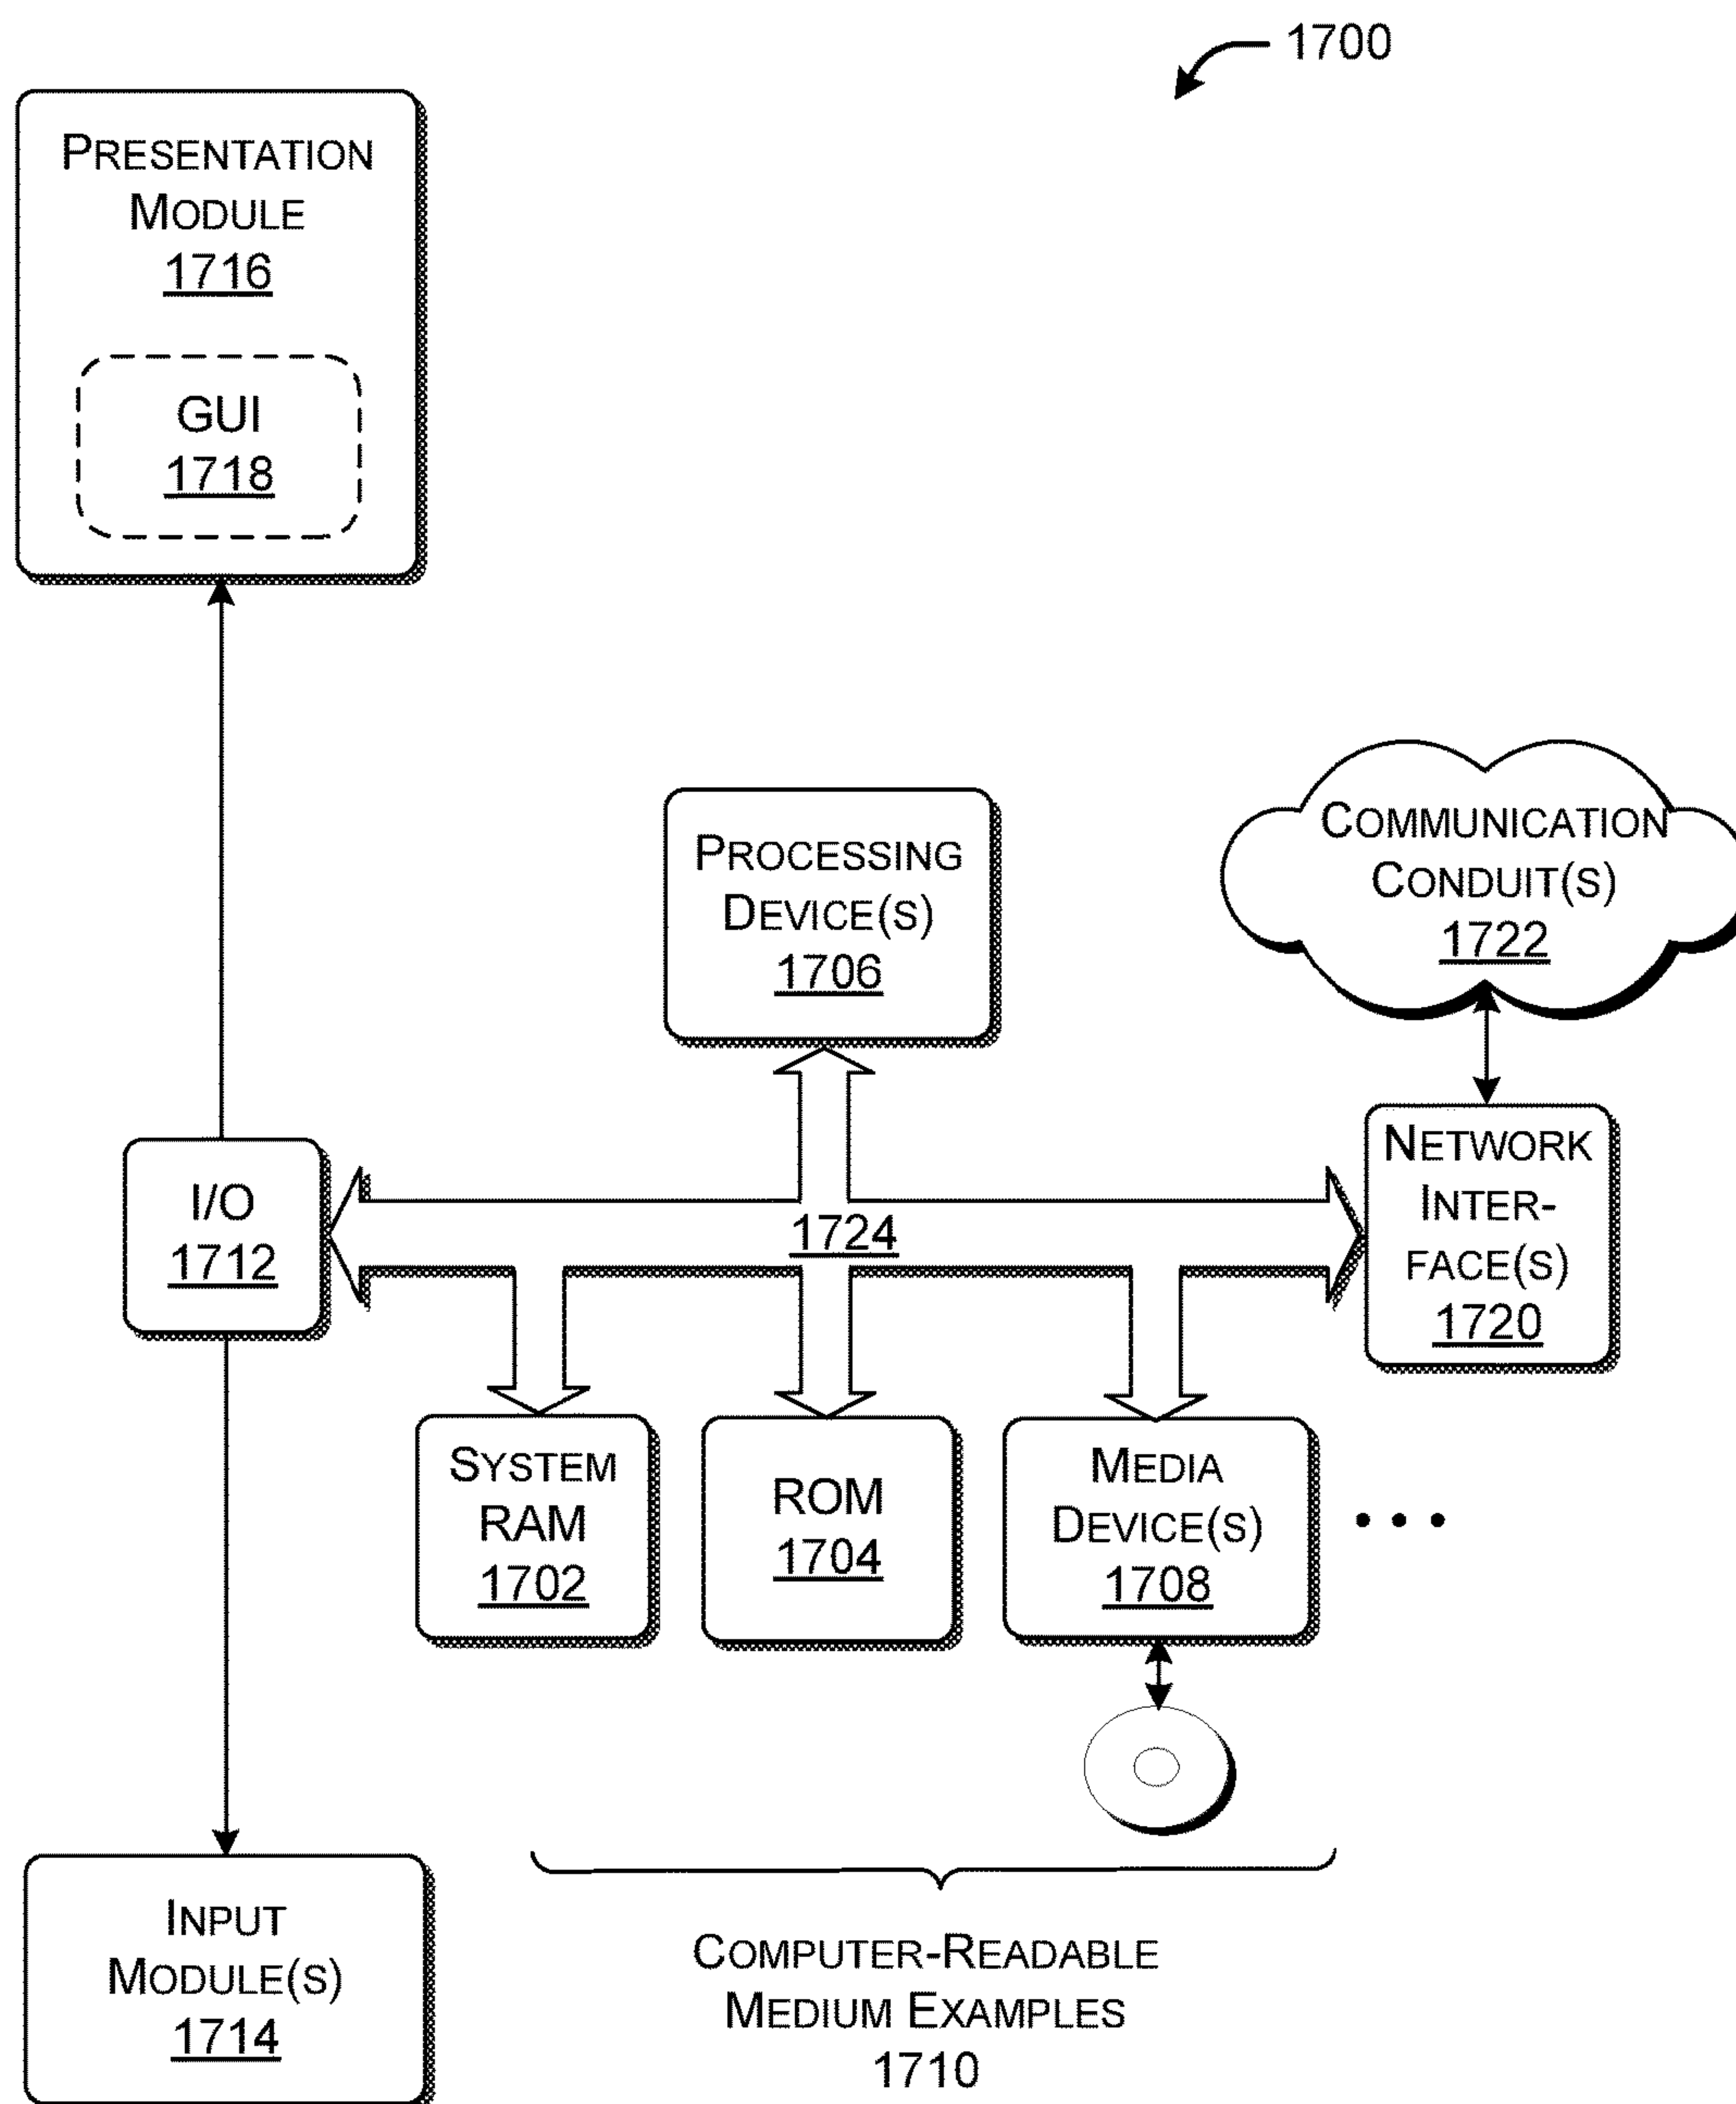 1700
PRESENTATION
MODULE
1716
GUI
1718
COMMUNICATION
CONDUIT(S)
1722
PROCESSING
DEVICE(S)
1706
NETWORK
INTER-
FACE(S)
1720
I/O
1712
1724
SYSTEM
RAM
1702
ROM
1704
MEDIA
DEVICE(S)
1708
• • •
INPUT
MODULE(S)
1714
COMPUTER-READABLE
MEDIUM EXAMPLES
1710